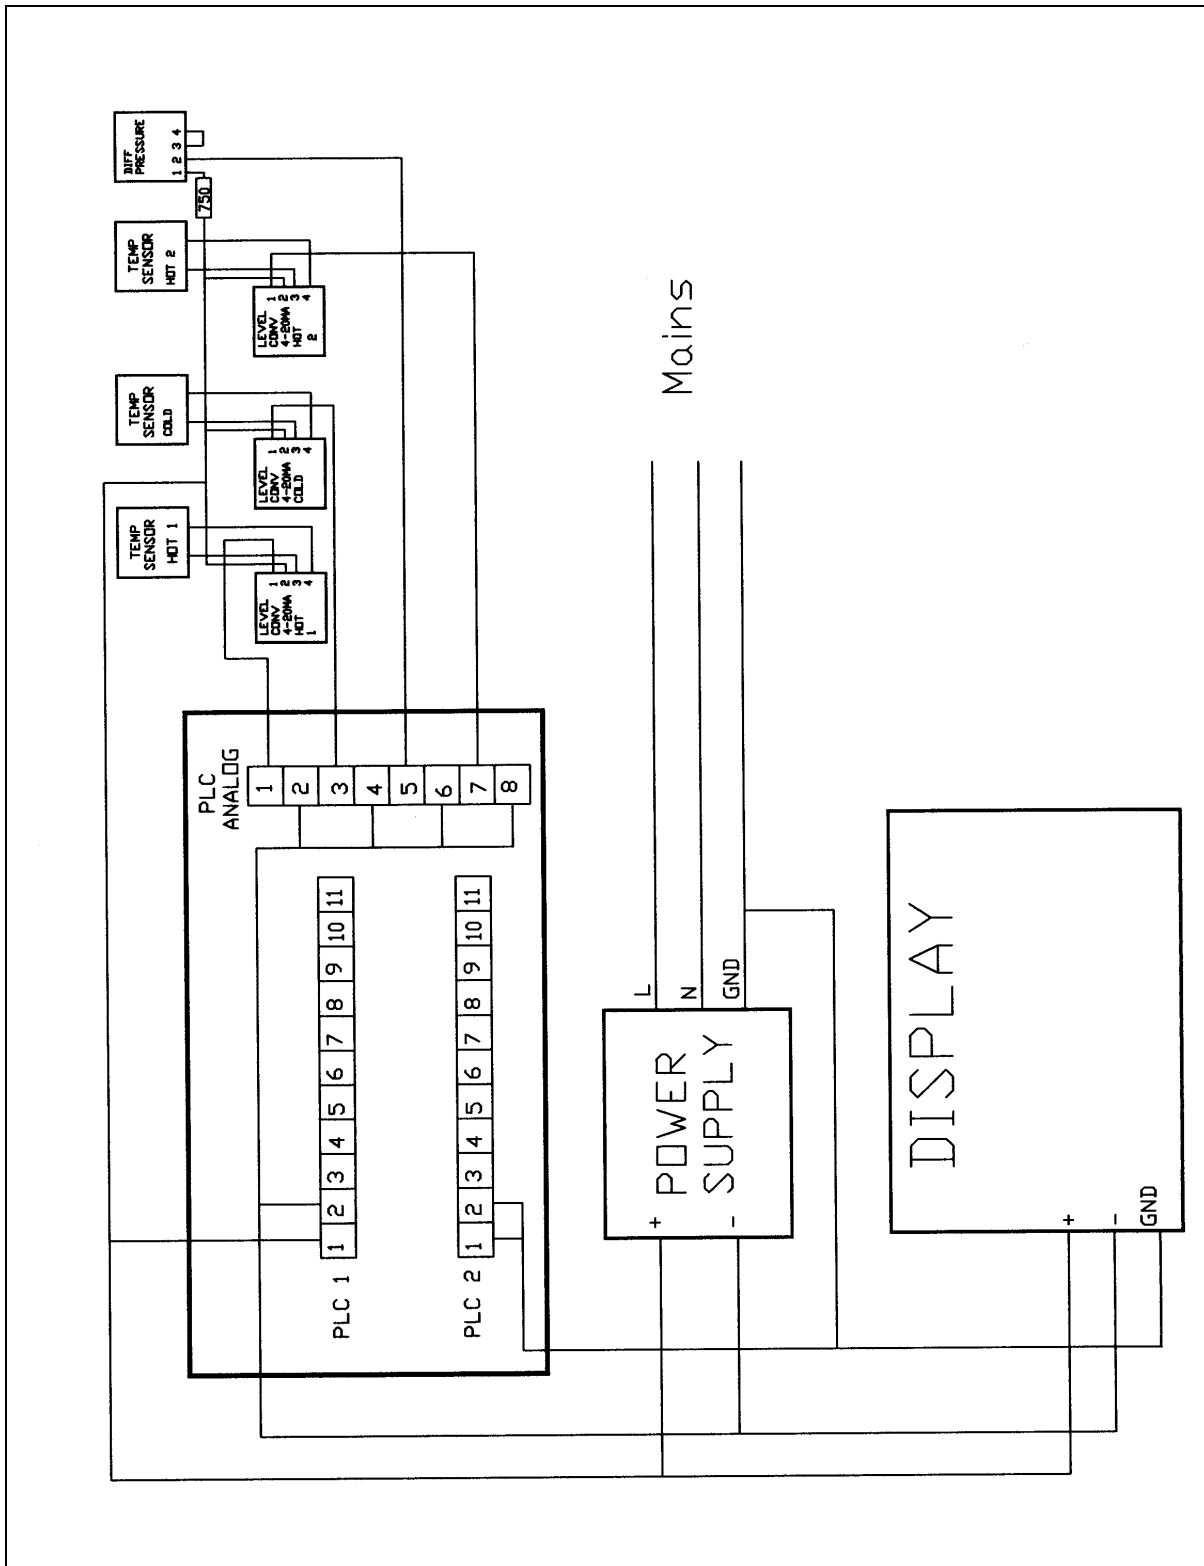 DIFF
PRESSURE
1 2 3 4
750
TEMP
SENSOR
HOT 2
LEVEL
CONV
4-20MA
HOT
2
1
2
3
4
TEMP
SENSOR
COLD
LEVEL
CONV
4-20MA
COLD
1
2
3
4
TEMP
SENSOR
HOT 1
LEVEL
CONV
4-20MA
HOT
1
1
2
3
4
Mains
PLC
ANALOG
1
2
3
4
5
6
7
8
PLC 1
1 2 3 4 5 6 7 8 9 10 11
PLC 2
1 2 3 4 5 6 7 8 9 10 11
L
N
GND
POWER
SUPPLY
+
-
DISPLAY
+
-
GND